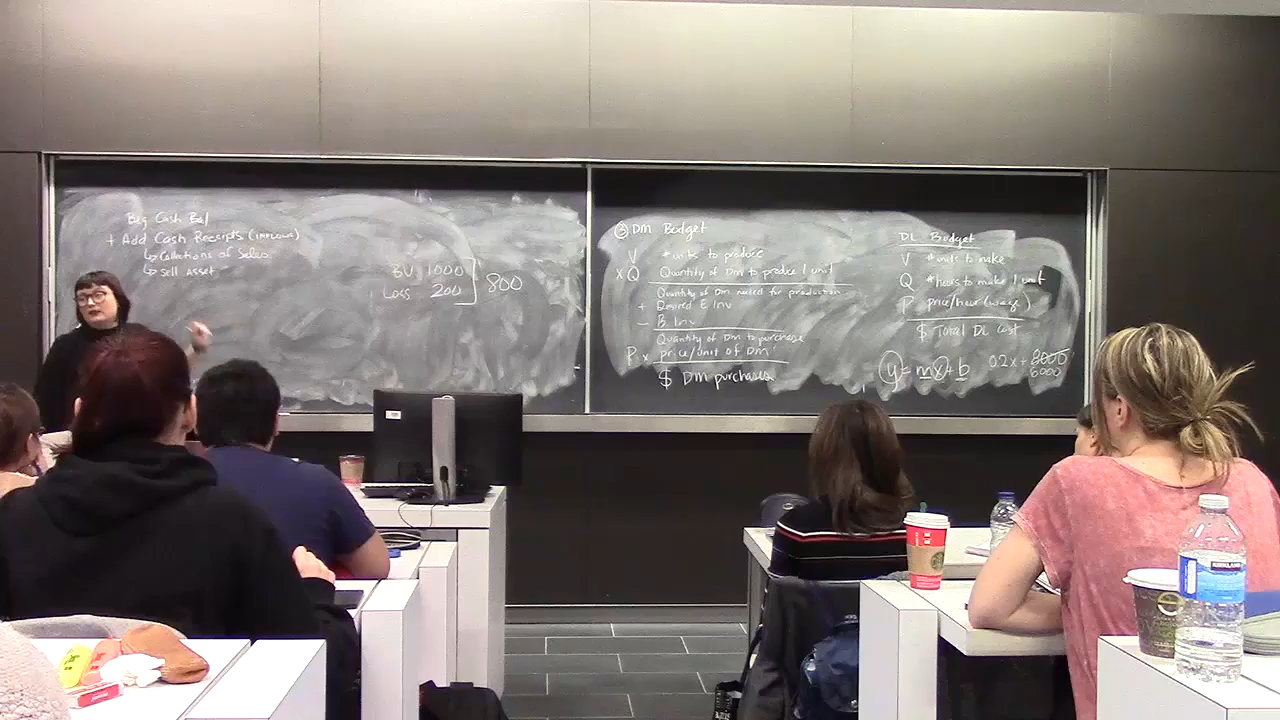 Beg Cash Bal
+ Add Cash Receipts (INFLOWS)
↳ Collections of Sales
↳ Sell Asset
BV 1000
Loss 200
800
③ DM Budget
V # units to produce
X Q Quantity of DM to produce 1 unit
Quantity of DM needed for production
+ Desired E Inv
- B. Inv
Quantity of DM to purchase
P x price/unit of DM
$ DM purchases
DL Budget
V # units to make
Q # hours to make 1 unit
P price/hour (wage)
$ Total DL cost
y = mx + b
0.2x + 8000
6000
KIRKLAND